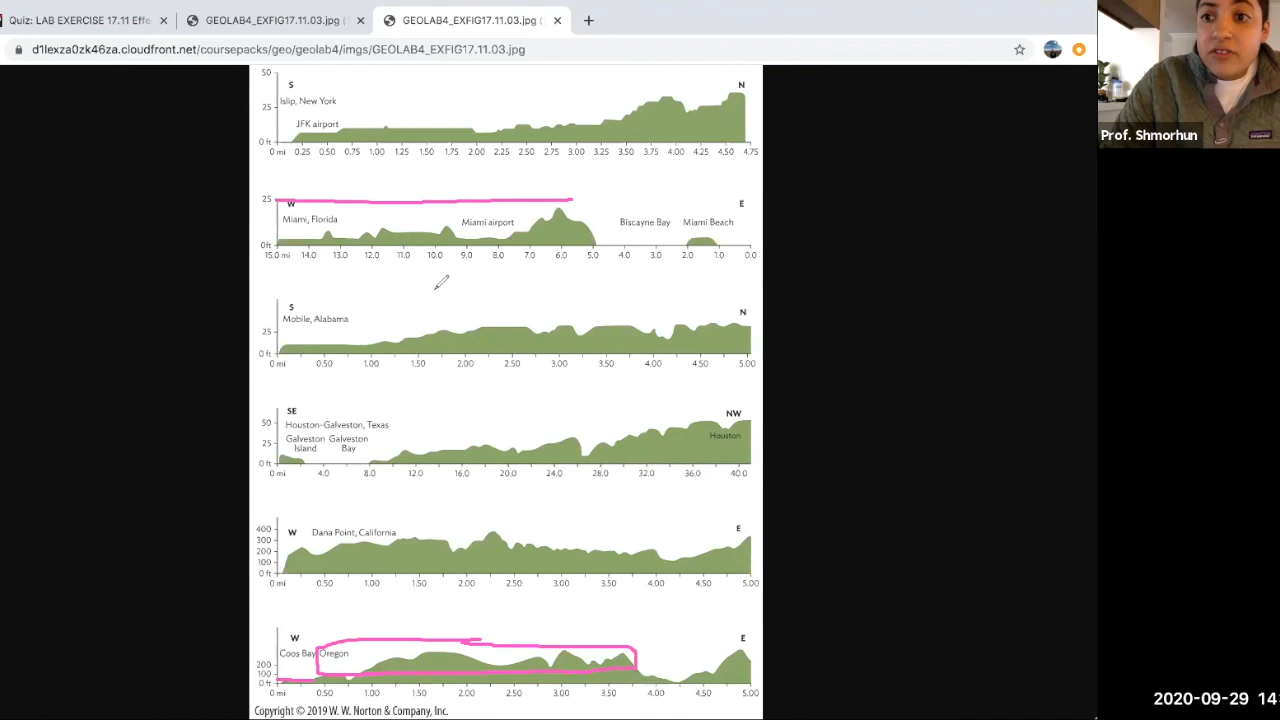 Quiz: LAB EXERCISE 17.11 Effe
GEOLAB4_EXFIG17.11.03.jpg (
GEOLAB4_EXFIG17.11.03.jpg (
d1lexza0zk46za.cloudfront.net/coursepacks/geo/geolab4/imgs/GEOLAB4_EXFIG17.11.03.jpg
Prof. Shmorhun
50
S
N
Islip, New York
25
JFK airport
0 ft
0 mi 0.25 0.50 0.75 1.00 1.25 1.50 1.75 2.00 2.25 2.50 2.75 3.00 3.25 3.50 3.75 4.00 4.25 4.50 4.75
25
W
E
Miami, Florida
Miami airport
Biscayne Bay
Miami Beach
0ft
15.0 mi 14.0 13.0 12.0 11.0 10.0 9.0 8.0 7.0 6.0 5.0 4.0 3.0 2.0 1.0 0.0
S
N
Mobile, Alabama
25
0 ft
0 mi 0.50 1.00 1.50 2.00 2.50 3.00 3.50 4.00 4.50 5.00
SE
NW
50
Houston-Galveston, Texas
25
Galveston Island
Galveston Bay
Houston
0 ft
0 mi 4.0 8.0 12.0 16.0 20.0 24.0 28.0 32.0 36.0 40.0
400
W
Dana Point, California
E
300
200
100
0 ft
0 mi 0.50 1.00 1.50 2.00 2.50 3.00 3.50 4.00 4.50 5.00
W
E
Coos Bay, Oregon
200
100
0 ft
0 mi 0.50 1.00 1.50 2.00 2.50 3.00 3.50 4.00 4.50 5.00
Copyright © 2019 W. W. Norton & Company, Inc.
2020-09-29 14: